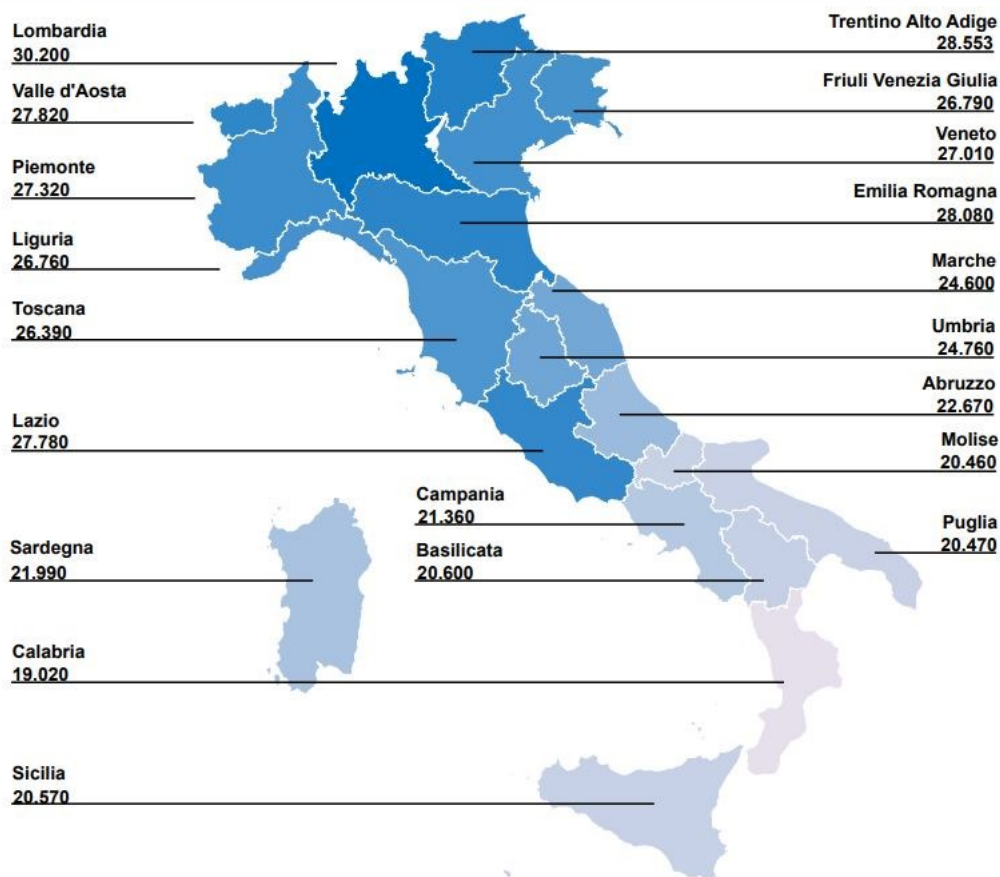 Lombardia
30.200
Valle d'Aosta
27.820
Piemonte
27.320
Liguria
26.760
Toscana
26.390
Lazio
27.780
Sardegna
21.990
Calabria
19.020
Sicilia
20.570
Campania
21.360
Basilicata
20.600
Trentino Alto Adige
28.553
Friuli Venezia Giulia
26.790
Veneto
27.010
Emilia Romagna
28.080
Marche
24.600
Umbria
24.760
Abruzzo
22.670
Molise
20.460
Puglia
20.470